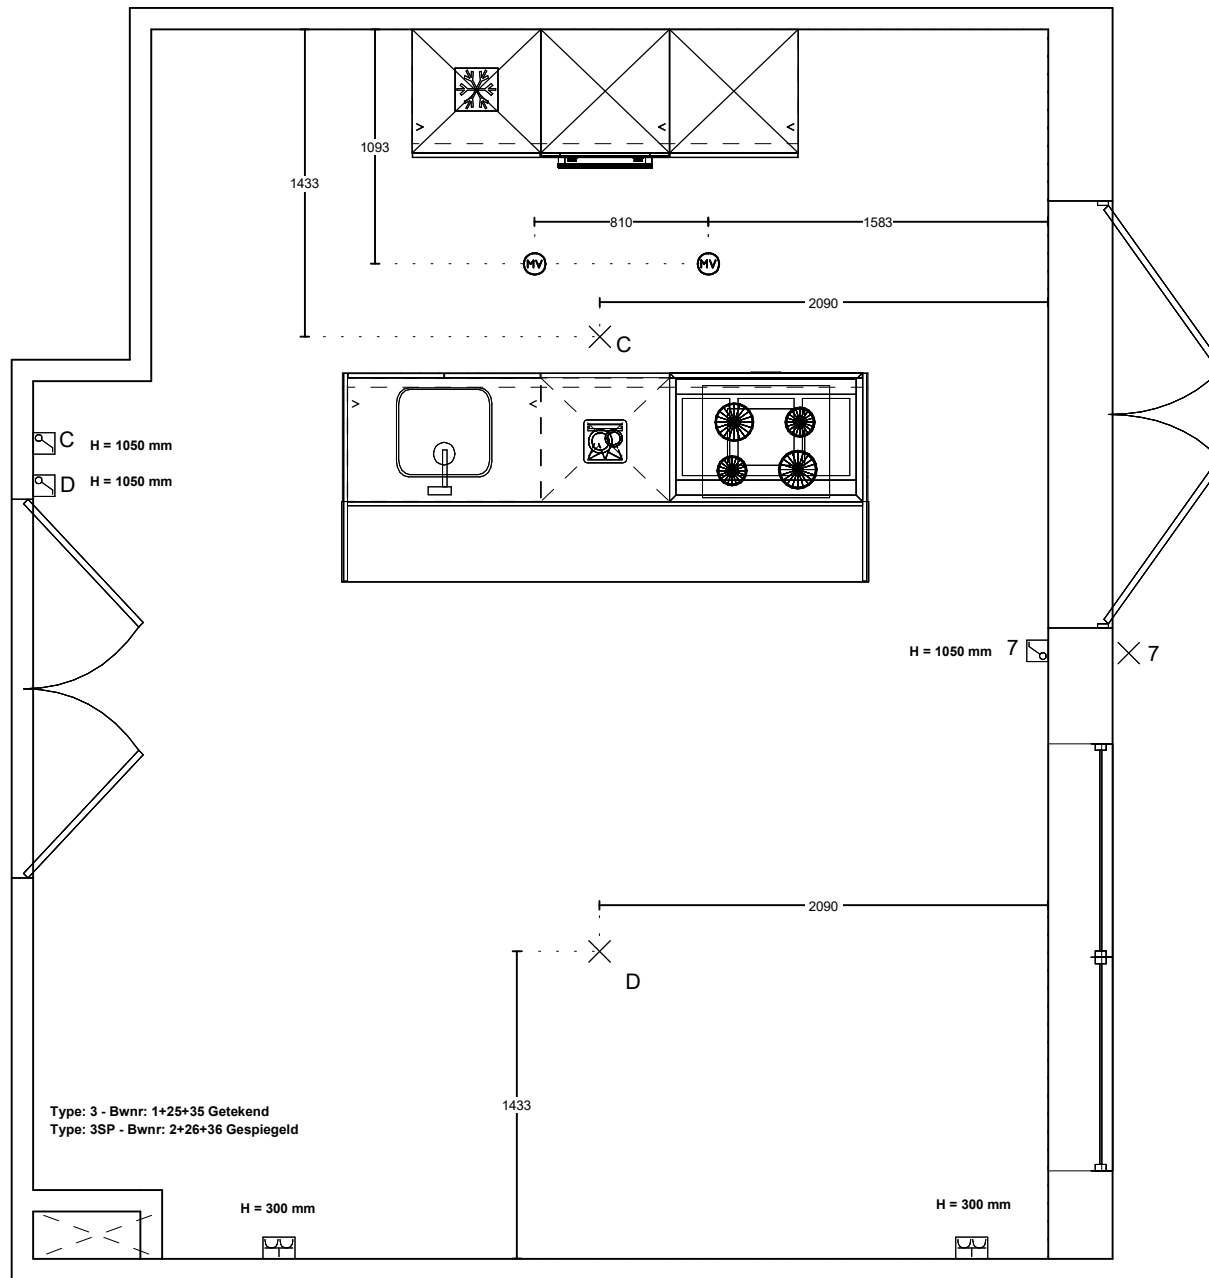 1093
1433
810
1583
MV
MV
2090
C
C
H = 1050 mm
D
H = 1050 mm
H = 1050 mm
7
7
2090
D
1433
Type: 3 - Bwnr: 1+25+35 Getekend
Type: 3SP - Bwnr: 2+26+36 Gespiegeld
H = 300 mm
H = 300 mm